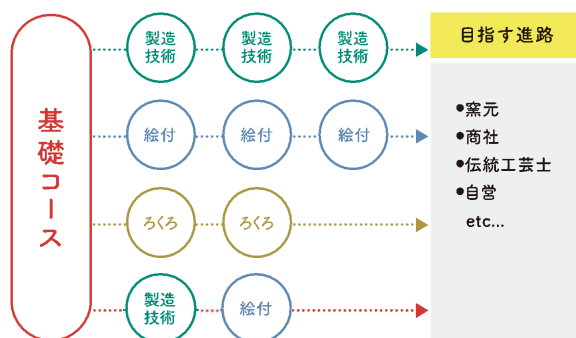 基礎コース
製造
技術
製造
技術
製造
技術
絵付
絵付
絵付
ろくろ
ろくろ
製造
技術
絵付
目指す進路
●窯元
●商社
●伝統工芸士
●自営
etc...